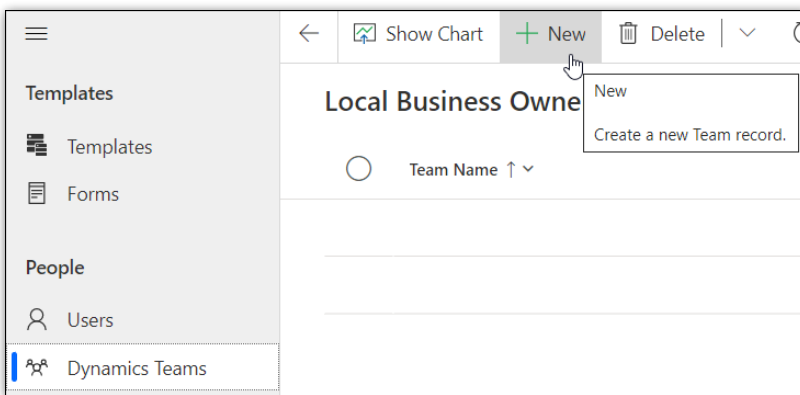 Show Chart
New
Delete
Templates
Local Business Owne
New
Create a new Team record.
Templates
Team Name
Forms
People
Users
Dynamics Teams